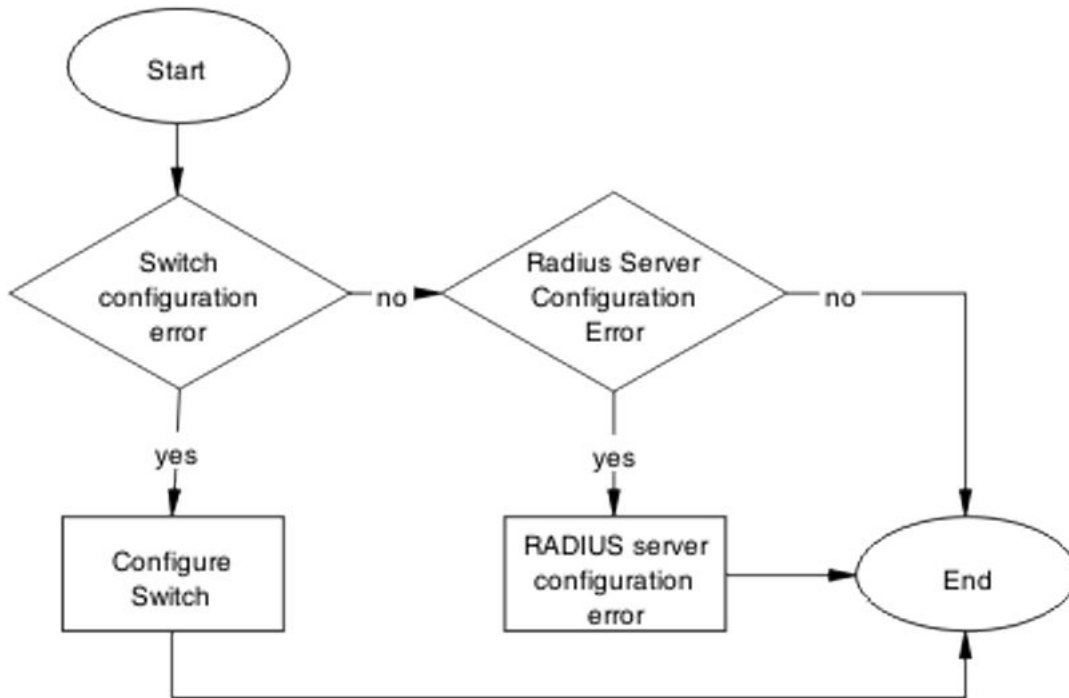 Start
Switch
configuration
error
no
Radius Server
Configuration
Error
no
yes
yes
Configure
Switch
RADIUS server
configuration
error
End